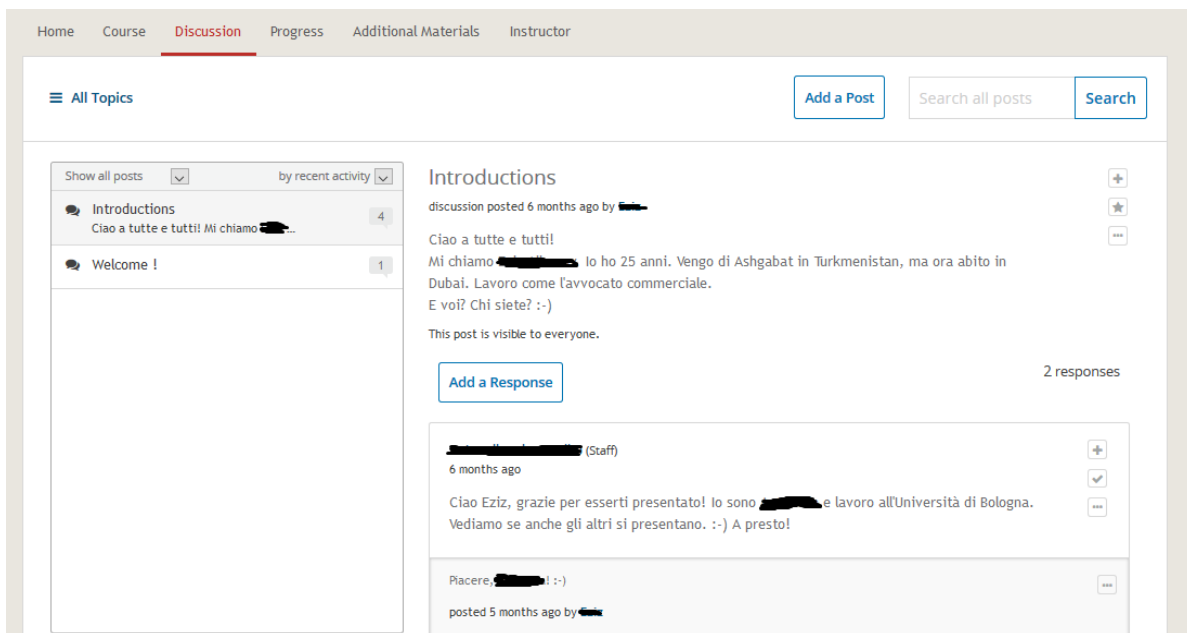 Home Course Discussion Progress Additional Materials Instructor
All Topics
Add a Post
Search all posts
Search
Show all posts
by recent activity
Introductions
4
Ciao a tutte e tutti! Mi chiamo ...
Welcome !
1
Introductions
discussion posted 6 months ago by
Ciao a tutte e tutti!
Mi chiamo . Io ho 25 anni. Vengo di Ashgabat in Turkmenistan, ma ora abito in
Dubai. Lavoro come l'avvocato commerciale.
E voi? Chi siete? :-)
This post is visible to everyone.
Add a Response
2 responses
(Staff)
6 months ago
Ciao Eziz, grazie per esserti presentato! Io sono e lavoro all'Università di Bologna.
Vediamo se anche gli altri si presentano. :-) A presto!
Piacere, ! :-)
posted 5 months ago by